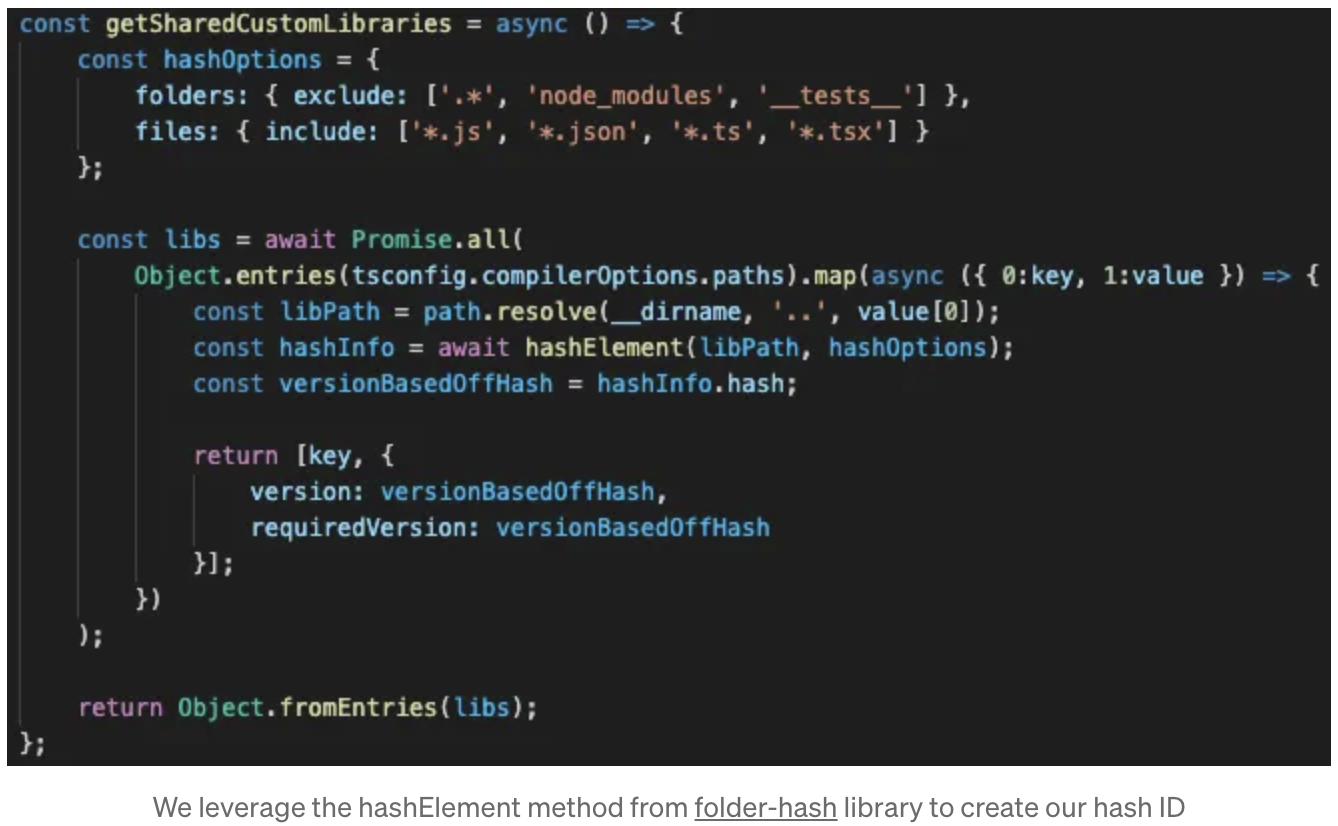 const getSharedCustomLibraries = async () => {
    const hashOptions = {
        folders: { exclude: ['.*', 'node_modules', '__tests__'] },
        files: { include: ['*.js', '*.json', '*.ts', '*.tsx'] }
    };

    const libs = await Promise.all(
        Object.entries(tsconfig.compilerOptions.paths).map(async ({ 0:key, 1:value }) => {
            const libPath = path.resolve(__dirname, '..', value[0]);
            const hashInfo = await hashElement(libPath, hashOptions);
            const versionBasedOffHash = hashInfo.hash;

            return [key, {
                version: versionBasedOffHash,
                requiredVersion: versionBasedOffHash
            }];
        })
    );

    return Object.fromEntries(libs);
};
We leverage the hashElement method from folder-hash library to create our hash ID